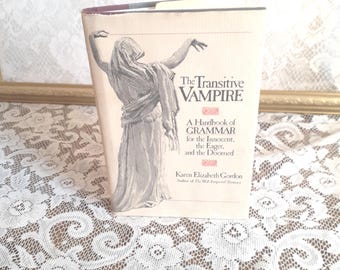 The Transitive
VAMPIRE
A Handbook of
GRAMMAR
for the Innocent,
the Eager,
and the Doomed
Karen Elizabeth Gordon
Author of The Well-Tempered Sentence